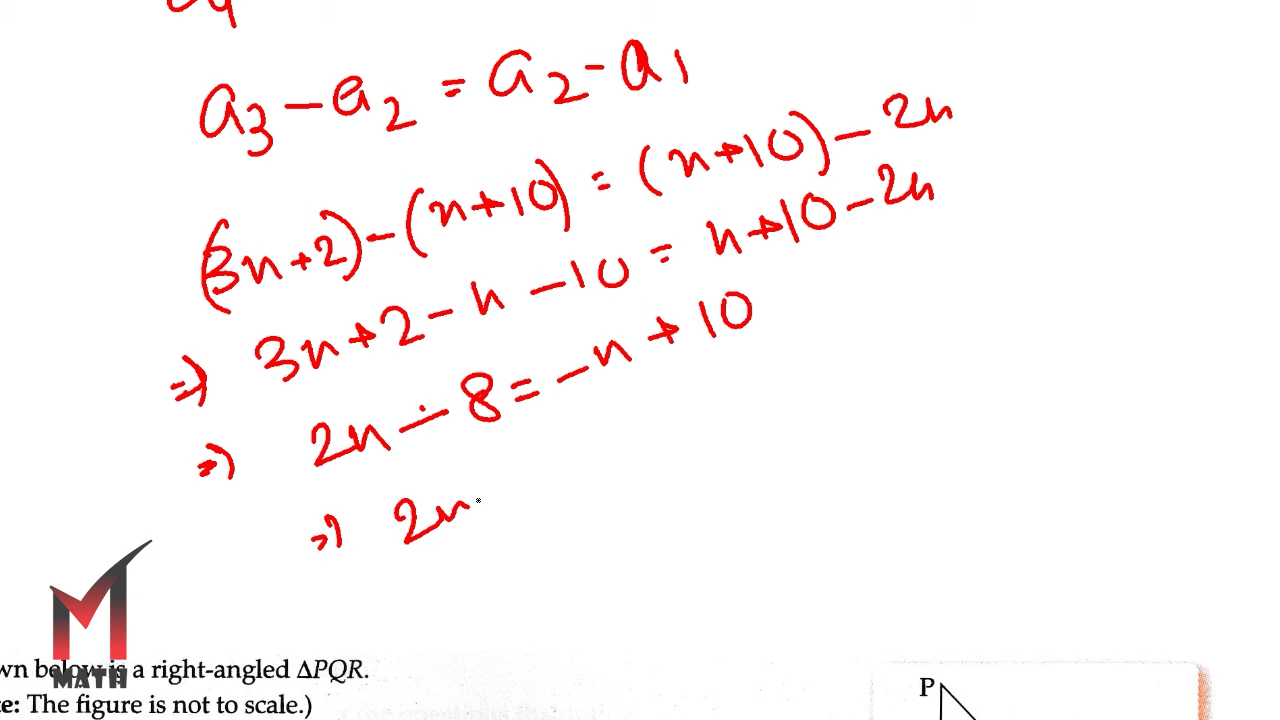 a3 - a2 = a2 - a1
(3n+2) - (n+10) = (n+10) - 2n
=) 3n+2 - n - 10 = n+10 - 2n
=) 2n - 8 = -n + 10
=) 2n
M
MATH
wn below is a right-angled ΔPQR.
e: The figure is not to scale.)
P